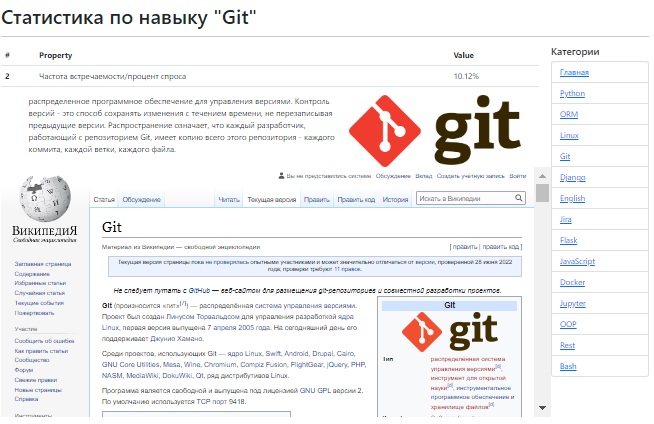 Статистика по навыку "Git"
# Property Value
2 Частота встречаемости/процент спроса 10.12%
распределенное программное обеспечение для управления версиями. Контроль
версий - это способ сохранять изменения с течением времени, не перезаписывая
предыдущие версии. Распространение означает, что каждый разработчик,
работающий с репозиторием Git, имеет копию всего этого репозитория - каждого
коммита, каждой ветки, каждого файла.
git
Категории
Главная
Python
ORM
Linux
Git
Django
English
Jira
Flask
JavaScript
Docker
Jupyter
OOP
Rest
Bash
Вы не представились системе Обсуждение Вклад Создать учётную запись Войти
ВИКИПЕДИЯ
Свободная энциклопедия
Статья Обсуждение Читать Текущая версия Править Править код История Искать в Википедии
Заглавная страница
Содержание
Избранные статьи
Случайная статья
Текущие события
Пожертвовать
Участие
Сообщить об ошибке
Как править статьи
Сообщество
Форум
Свежие правки
Новые страницы
Справка
Инструменты
Git
Материал из Википедии — свободной энциклопедии [ править | править код ]
Текущая версия страницы пока не проверялась опытными участниками и может значительно отличаться от версии, проверенной 28 июня 2022
года; проверки требуют 11 правок.
Не следует путать с GitHub — веб-сайтом для размещения git-репозиториев и совместной разработки проектов.
Git (произносится «гит»[7]) — распределённая система управления версиями.
Проект был создан Линусом Торвальдсом для управления разработкой ядра
Linux, первая версия выпущена 7 апреля 2005 года. На сегодняшний день его
поддерживает Джунио Хамано.
Среди проектов, использующих Git — ядро Linux, Swift, Android, Drupal, Cairo,
GNU Core Utilities, Mesa, Wine, Chromium, Compiz Fusion, FlightGear, jQuery, PHP,
NASM, MediaWiki, DokuWiki, Qt, ряд дистрибутивов Linux.
Программа является свободной и выпущена под лицензией GNU GPL версии 2.
По умолчанию используется TCP порт 9418.
Git
git
Тип распределённая система
управления версиями[d],
инструмент для открытой
науки[d], инструментальное
программное обеспечение и
хранилище файлов[d]